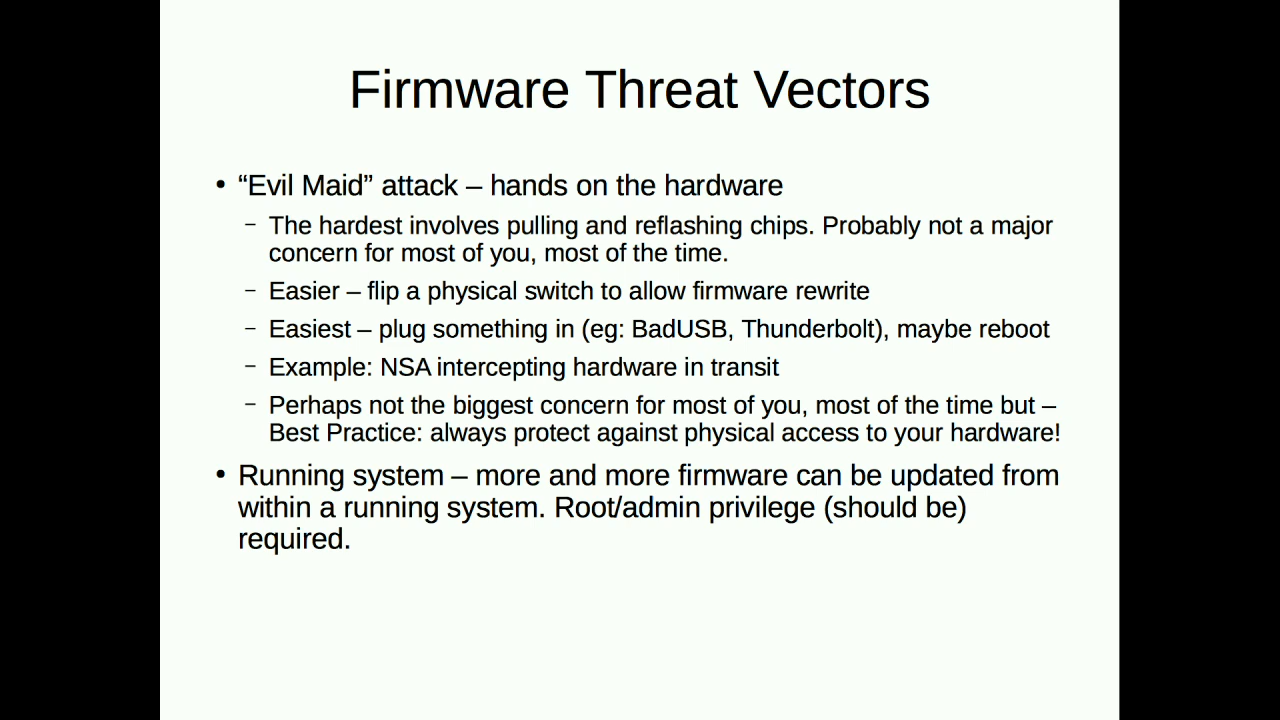 Firmware Threat Vectors
• “Evil Maid” attack – hands on the hardware
– The hardest involves pulling and reflashing chips. Probably not a major
concern for most of you, most of the time.
– Easier – flip a physical switch to allow firmware rewrite
– Easiest – plug something in (eg: BadUSB, Thunderbolt), maybe reboot
– Example: NSA intercepting hardware in transit
– Perhaps not the biggest concern for most of you, most of the time but –
Best Practice: always protect against physical access to your hardware!
• Running system – more and more firmware can be updated from
within a running system. Root/admin privilege (should be)
required.